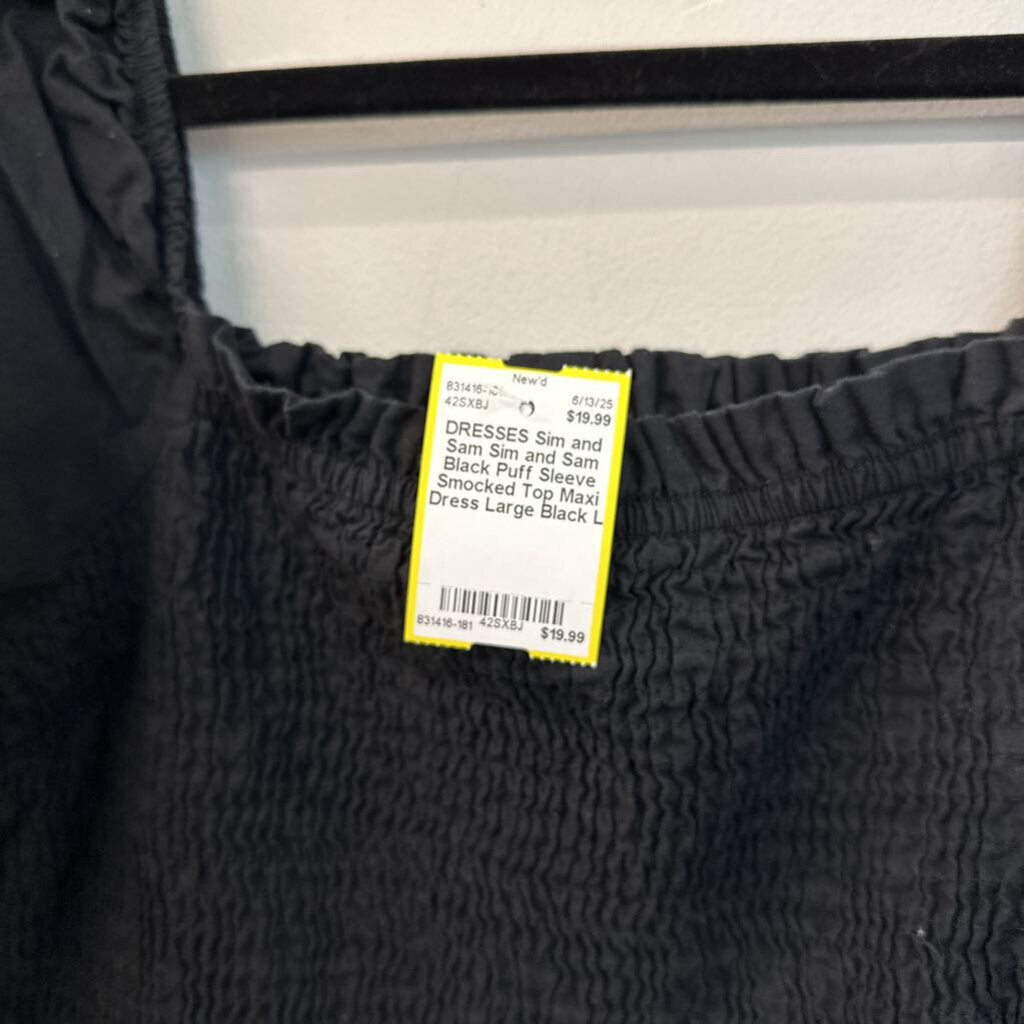 New'd
831416-
6/13/25
42SXBJ
$19.99
DRESSES Sim and
Sam Sim and Sam
Black Puff Sleeve
Smocked Top Maxi
Dress Large Black L
831416-181 42SXBJ $19.99